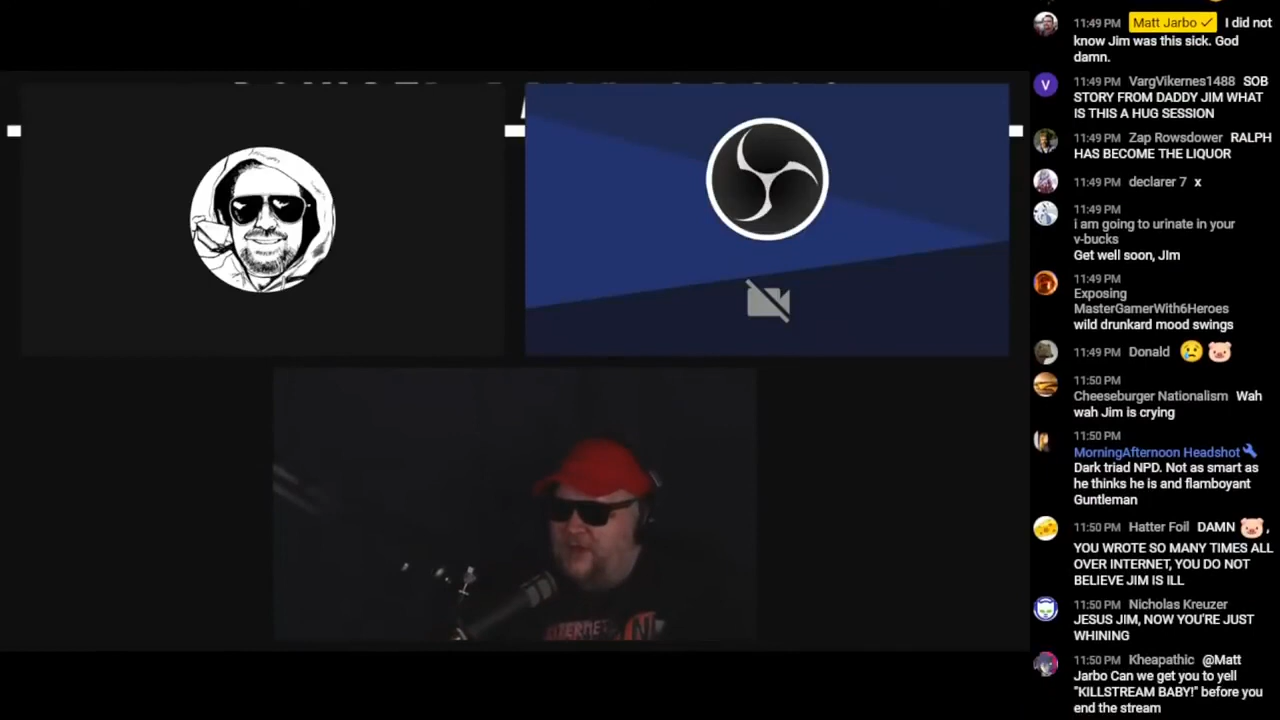 11:49 PM Matt Jarbo ✓ I did not
know Jim was this sick. God
damn.
11:49 PM VargVikernes1488 SOB
STORY FROM DADDY JIM WHAT
IS THIS A HUG SESSION
11:49 PM Zap Rowsdower RALPH
HAS BECOME THE LIQUOR
11:49 PM declarer 7 x
11:49 PM
i am going to urinate in your
v-bucks
Get well soon, JIm
11:49 PM
Exposing
MasterGamerWith6Heroes
wild drunkard mood swings
11:49 PM Donald 😢🐷
11:50 PM
Cheeseburger Nationalism Wah
wah Jim is crying
11:50 PM
MorningAfternoon Headshot
Dark triad NPD. Not as smart as
he thinks he is and flamboyant
Guntleman
11:50 PM Hatter Foil DAMN 🐷,
YOU WROTE SO MANY TIMES ALL
OVER INTERNET, YOU DO NOT
BELIEVE JIM IS ILL
11:50 PM Nicholas Kreuzer
JESUS JIM, NOW YOU'RE JUST
WHINING
11:50 PM Kheapathic @Matt
Jarbo Can we get you to yell
"KILLSTREAM BABY!" before you
end the stream
V